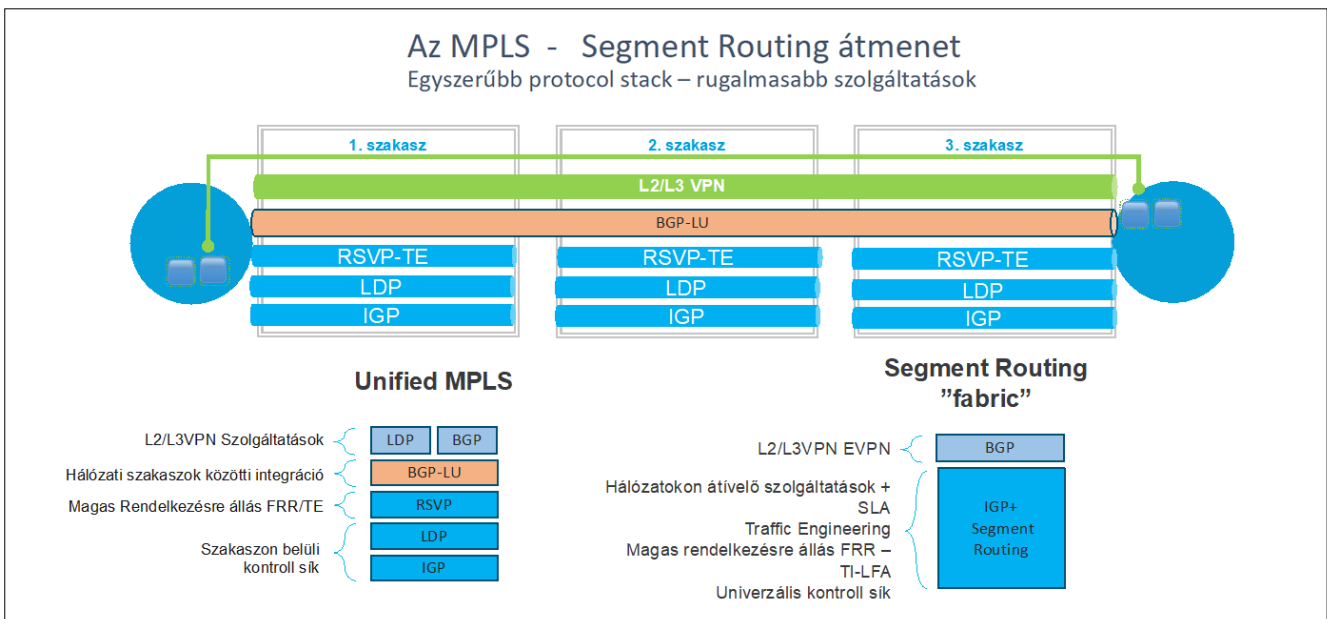 Az MPLS - Segment Routing átmenet
Egyszerűbb protocol stack – rugalmasabb szolgáltatások
1. szakasz
2. szakasz
3. szakasz
L2/L3 VPN
BGP-LU
RSVP-TE
RSVP-TE
RSVP-TE
LDP
LDP
LDP
IGP
IGP
IGP
Unified MPLS
L2/L3VPN Szolgáltatások
LDP
BGP
Hálózati szakaszok közötti integráció
BGP-LU
Magas Rendelkezésre állás FRR/TE
RSVP
Szakaszon belüli
kontroll sík
LDP
IGP
Segment Routing
”fabric”
L2/L3VPN EVPN
BGP
Hálózatokon átívelő szolgáltatások +
SLA
Traffic Engineering
Magas rendelkezésre állás FRR –
TI-LFA
Univerzális kontroll sík
IGP+
Segment
Routing